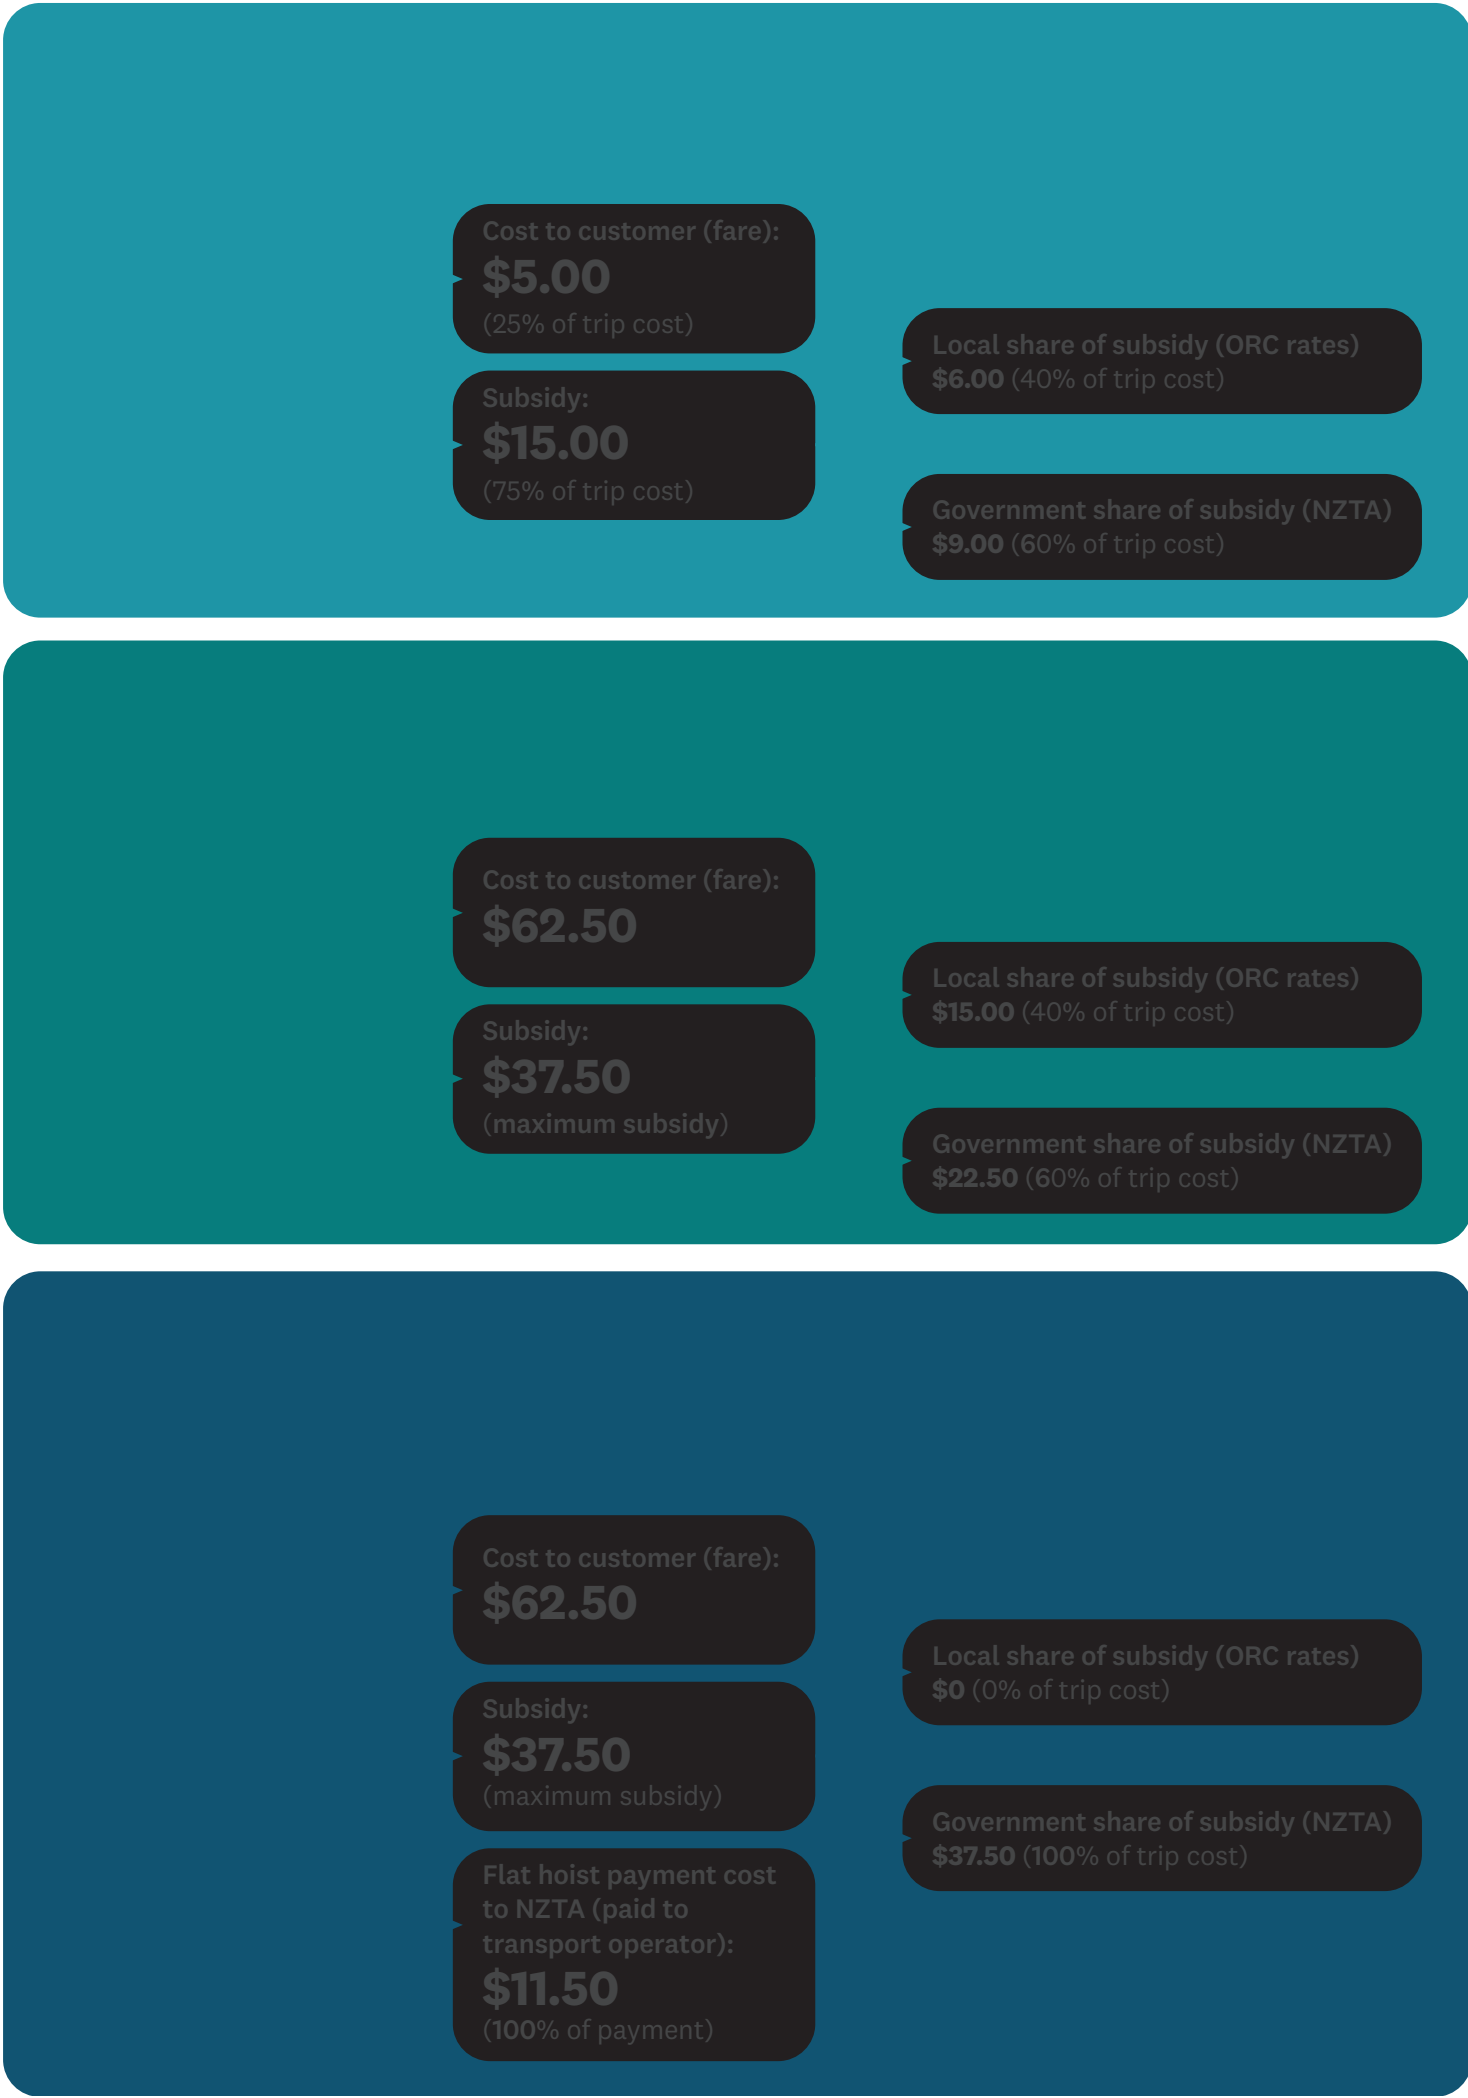 Cost to customer (fare):
$5.00
(25% of trip cost)
Subsidy:
$15.00
(75% of trip cost)
Local share of subsidy (ORC rates)
$6.00 (40% of trip cost)
Government share of subsidy (NZTA)
$9.00 (60% of trip cost)
Cost to customer (fare):
$62.50
Subsidy:
$37.50
(maximum subsidy)
Local share of subsidy (ORC rates)
$15.00 (40% of trip cost)
Government share of subsidy (NZTA)
$22.50 (60% of trip cost)
Cost to customer (fare):
$62.50
Subsidy:
$37.50
(maximum subsidy)
Flat hoist payment cost
to NZTA (paid to
transport operator):
$11.50
(100% of payment)
Local share of subsidy (ORC rates)
$0 (0% of trip cost)
Government share of subsidy (NZTA)
$37.50 (100% of trip cost)